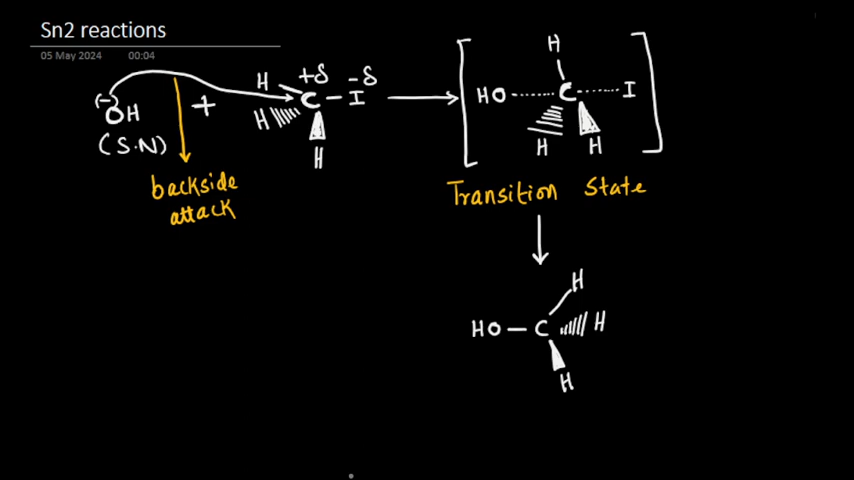 Sn2 reactions
05 May 2024 00:04
(-)
OH
(S.N)
+
H
H
+δ
C
-δ
I
H
backside
attack
H
HO C I
H H
Transition State
H
HO – C H
H